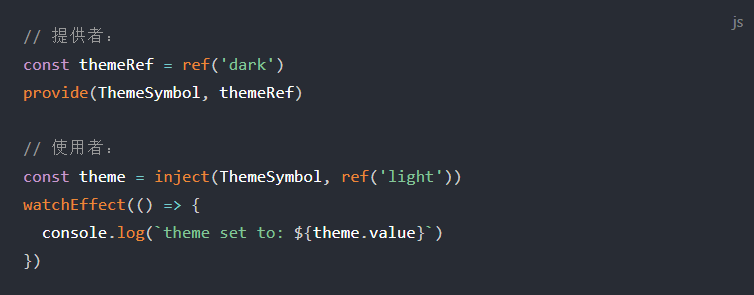 js
// 提供者：
const themeRef = ref('dark')
provide(ThemeSymbol, themeRef)
// 使用者：
const theme = inject(ThemeSymbol, ref('light'))
watchEffect(() => {
  console.log(`theme set to: ${theme.value}`)
})